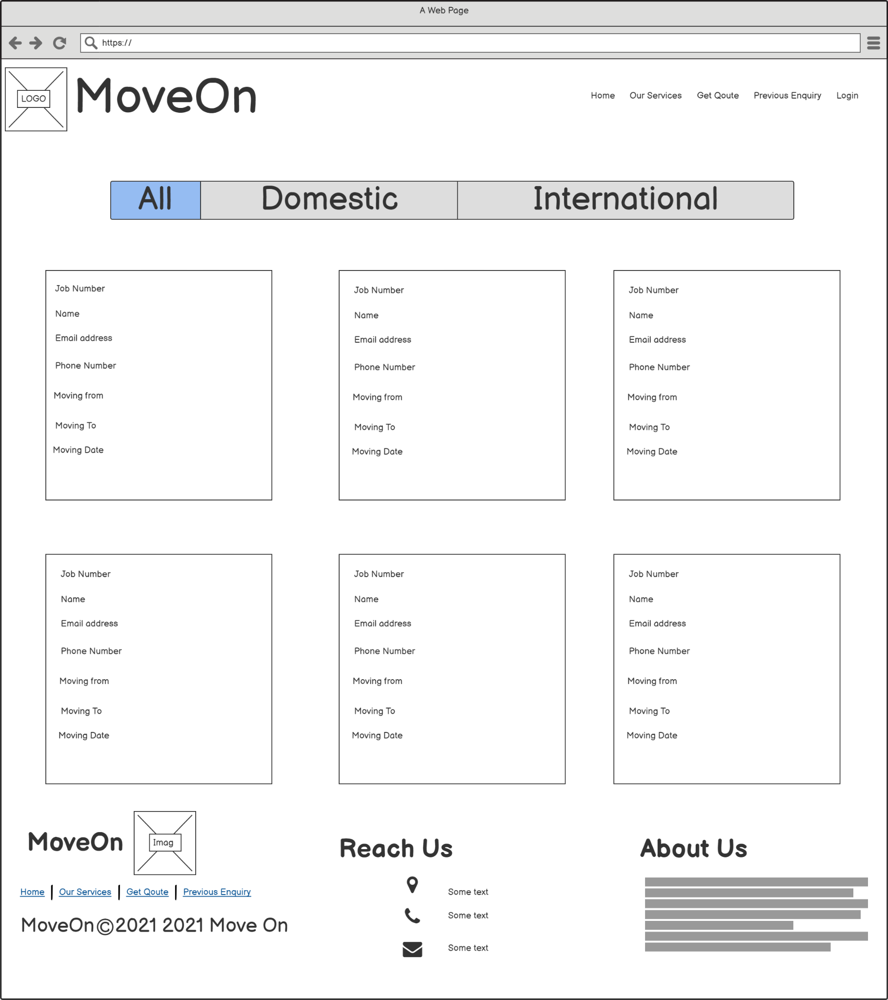 A Web Page
https://
LOGO
MoveOn
Home Our Services Get Qoute Previous Enquiry Login
All Domestic International
Job Number
Name
Email address
Phone Number
Moving from
Moving To
Moving Date
Job Number
Name
Email address
Phone Number
Moving from
Moving To
Moving Date
Job Number
Name
Email address
Phone Number
Moving from
Moving To
Moving Date
Job Number
Name
Email address
Phone Number
Moving from
Moving To
Moving Date
Job Number
Name
Email address
Phone Number
Moving from
Moving To
Moving Date
Job Number
Name
Email address
Phone Number
Moving from
Moving To
Moving Date
MoveOn
Imag
Home Our Services Get Qoute Previous Enquiry
MoveOn©2021 2021 Move On
Reach Us
Some text
Some text
Some text
About Us